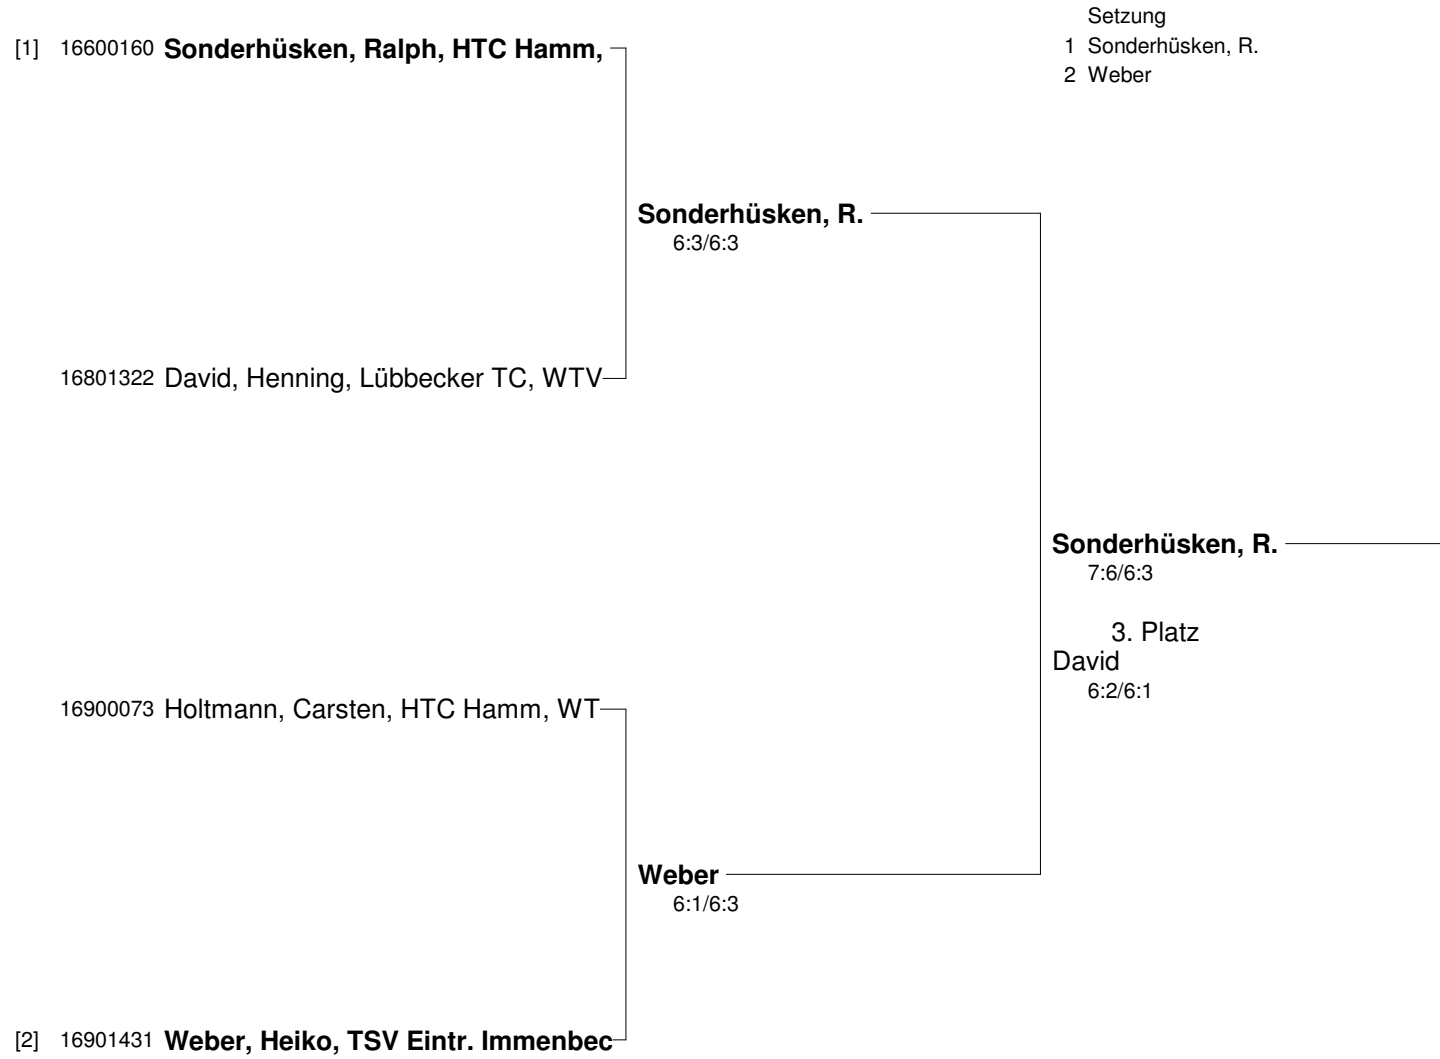 Setzung
[1] 16600160 Sonderhüsken, Ralph, HTC Hamm,
1 Sonderhüsken, R.
2 Weber
Sonderhüsken, R.
6:3/6:3
16801322 David, Henning, Lübbecker TC, WTV
Sonderhüsken, R.
7:6/6:3
3. Platz
David
6:2/6:1
16900073 Holtmann, Carsten, HTC Hamm, WT
Weber
6:1/6:3
[2] 16901431 Weber, Heiko, TSV Eintr. Immenbec